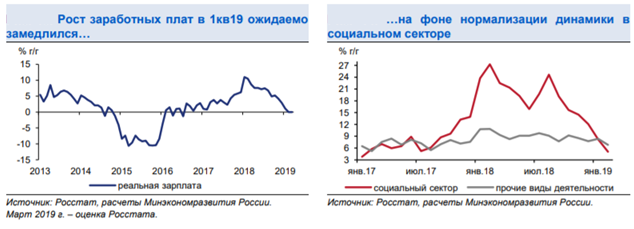 Рост заработных плат в 1кв19 ожидаемо
замедлился…
% г/г
15
10
5
0
-5
-10
-15
2013 2014 2015 2016 2017 2018 2019
реальная зарплата
Источник: Росстат, расчеты Минэкономразвития России.
Март 2019 г. – оценка Росстата.
…на фоне нормализации динамики в
социальном секторе
% г/г
27
24
21
18
15
12
9
6
3
янв.17 июл.17 янв.18 июл.18 янв.19
социальный сектор прочие виды деятельности
Источник: Росстат, расчеты Минэкономразвития России.